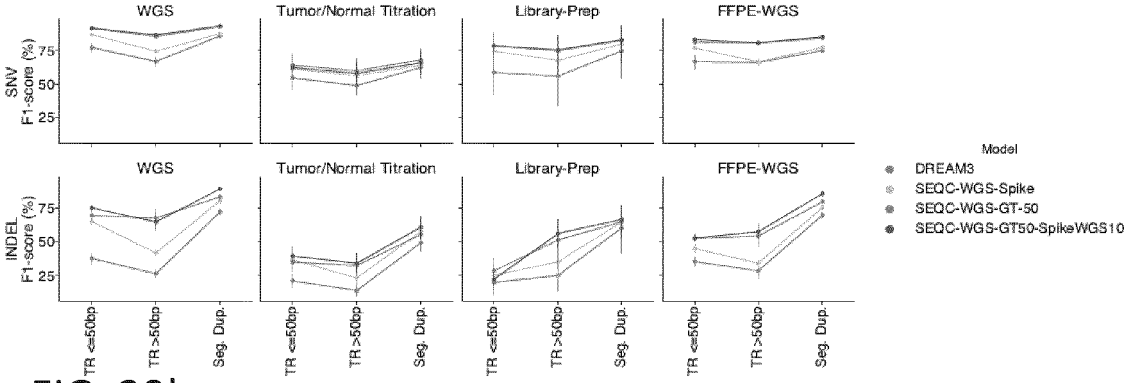 WGS
Tumor/Normal Titration
Library-Prep
FFPE-WGS
SNV
F1-score (%)
75
50
25
WGS
Tumor/Normal Titration
Library-Prep
FFPE-WGS
INDEL
F1-score (%)
75
50
25
TR <=50bp
TR >50bp
Seg. Dup.
TR <=50bp
TR >50bp
Seg. Dup.
TR <=50bp
TR >50bp
Seg. Dup.
TR <=50bp
TR >50bp
Seg. Dup.
Model
DREAM3
SEQC-WGS-Spike
SEQC-WGS-GT-50
SEQC-WGS-GT50-SpikeWGS10